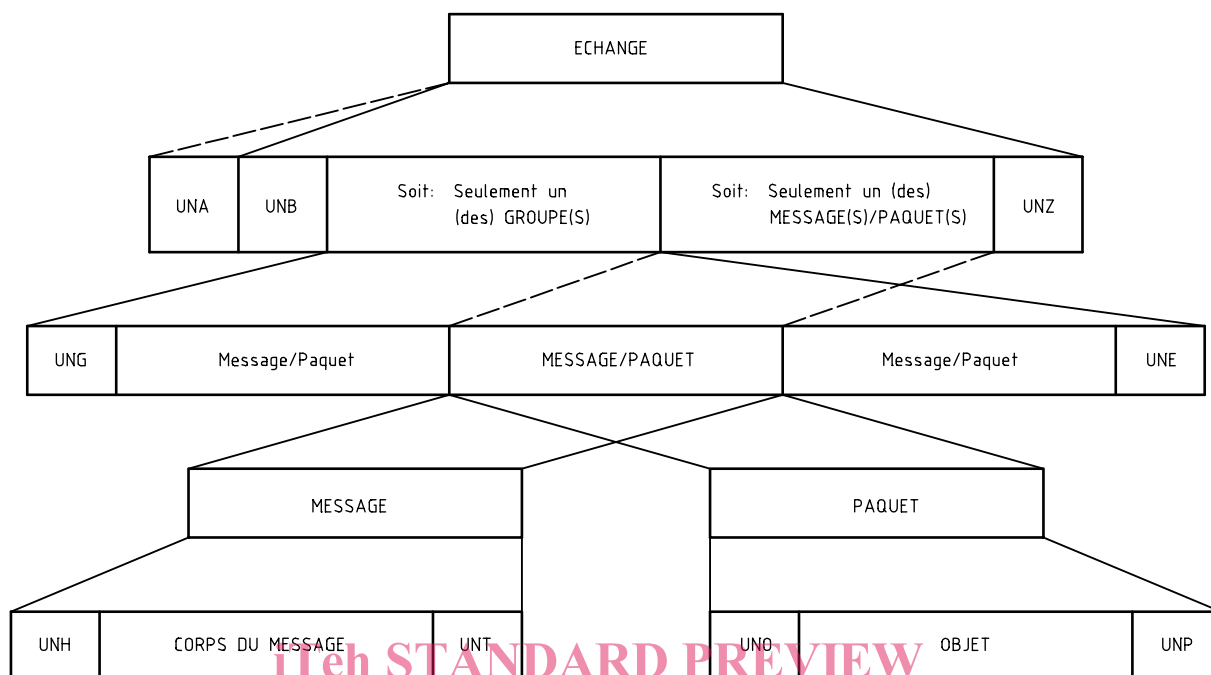 ECHANGE
UNA
UNB
Soit: Seulement un
(des) GROUPE(S)
Soit: Seulement un (des)
MESSAGE(S)/PAQUET(S)
UNZ
UNG
Message/Paquet
MESSAGE/PAQUET
Message/Paquet
UNE
MESSAGE
PAQUET
UNH
CORPS DU MESSAGE
UNT
UNO
OBJET
UNP
iTeh STANDARD PREVIEW